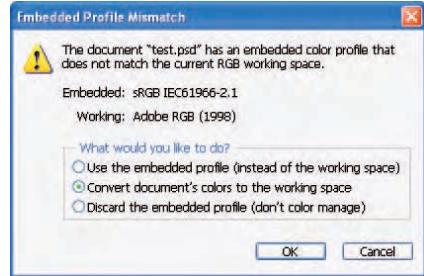 Embedded Profile Mismatch
The document "test.psd" has an embedded color profile that
does not match the current RGB working space.
Embedded: sRGB IEC61966-2.1
Working: Adobe RGB (1998)
What would you like to do?
Use the embedded profile (instead of the working space)
Convert document's colors to the working space
Discard the embedded profile (don't color manage)
OK Cancel